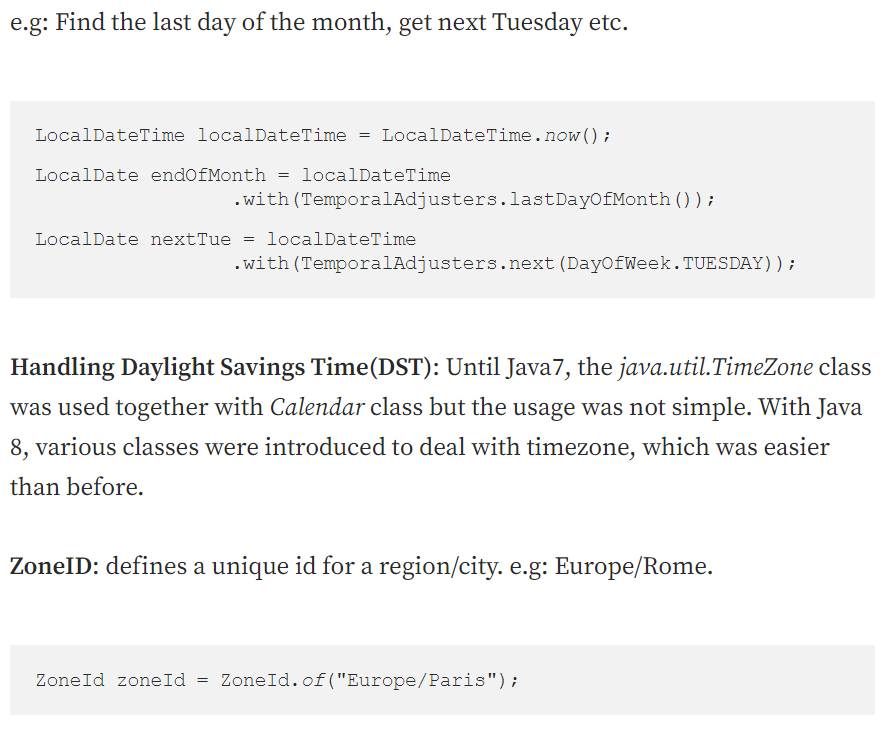 e.g: Find the last day of the month, get next Tuesday etc.
LocalDateTime localDateTime = LocalDateTime.now();
LocalDate endOfMonth = localDateTime
.with(TemporalAdjusters.lastDayOfMonth());
LocalDate nextTue = localDateTime
.with(TemporalAdjusters.next(DayOfWeek.TUESDAY));
Handling Daylight Savings Time(DST): Until Java7, the java.util.TimeZone class
was used together with Calendar class but the usage was not simple. With Java
8, various classes were introduced to deal with timezone, which was easier
than before.
ZoneID: defines a unique id for a region/city. e.g: Europe/Rome.
ZoneId zoneId = ZoneId.of("Europe/Paris");